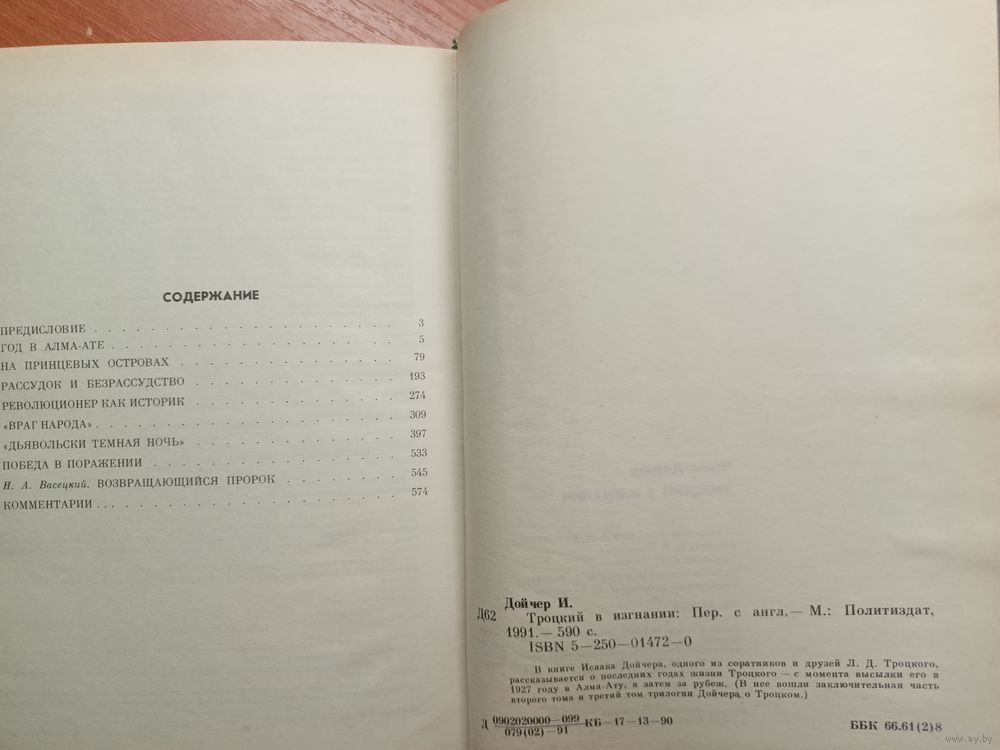 СОДЕРЖАНИЕ
ПРЕДИСЛОВИЕ . . . . . . . . . . . . . . . . . 3
ГОД В АЛМА-АТЕ . . . . . . . . . . . . . . . . 5
НА ПРИНЦЕВЫХ ОСТРОВАХ . . . . . . . . . . . . 79
РАССУДОК И БЕЗРАССУДСТВО . . . . . . . . . . . 193
РЕВОЛЮЦИОНЕР КАК ИСТОРИК . . . . . . . . . . . 274
«ВРАГ НАРОДА» . . . . . . . . . . . . . . . . 309
«ДЬЯВОЛЬСКИ ТЕМНАЯ НОЧЬ» . . . . . . . . . . . 397
ПОБЕДА В ПОРАЖЕНИИ . . . . . . . . . . . . . . 533
Н. А. Васецкий. ВОЗВРАЩАЮЩИЙСЯ ПРОРОК . . . . . . 545
КОММЕНТАРИИ . . . . . . . . . . . . . . . . . 574
Дойчер И.
Д62 Троцкий в изгнании: Пер. с англ.— М.: Политиздат,
1991.— 590 с.
ISBN 5—250—01472—0
В книге Исаака Дойчера, одного из соратников и друзей Л. Д. Троцкого,
рассказывается о последних годах жизни Троцкого — с момента высылки его в
1927 году в Алма-Ату, а затем за рубеж. (В нее вошли заключительная часть
второго тома и третий том трилогии Дойчера о Троцком.)
Д 0902020000—099 КБ—17—13—90
079(02)—91
ББК 66.61(2)8
www.ay.by